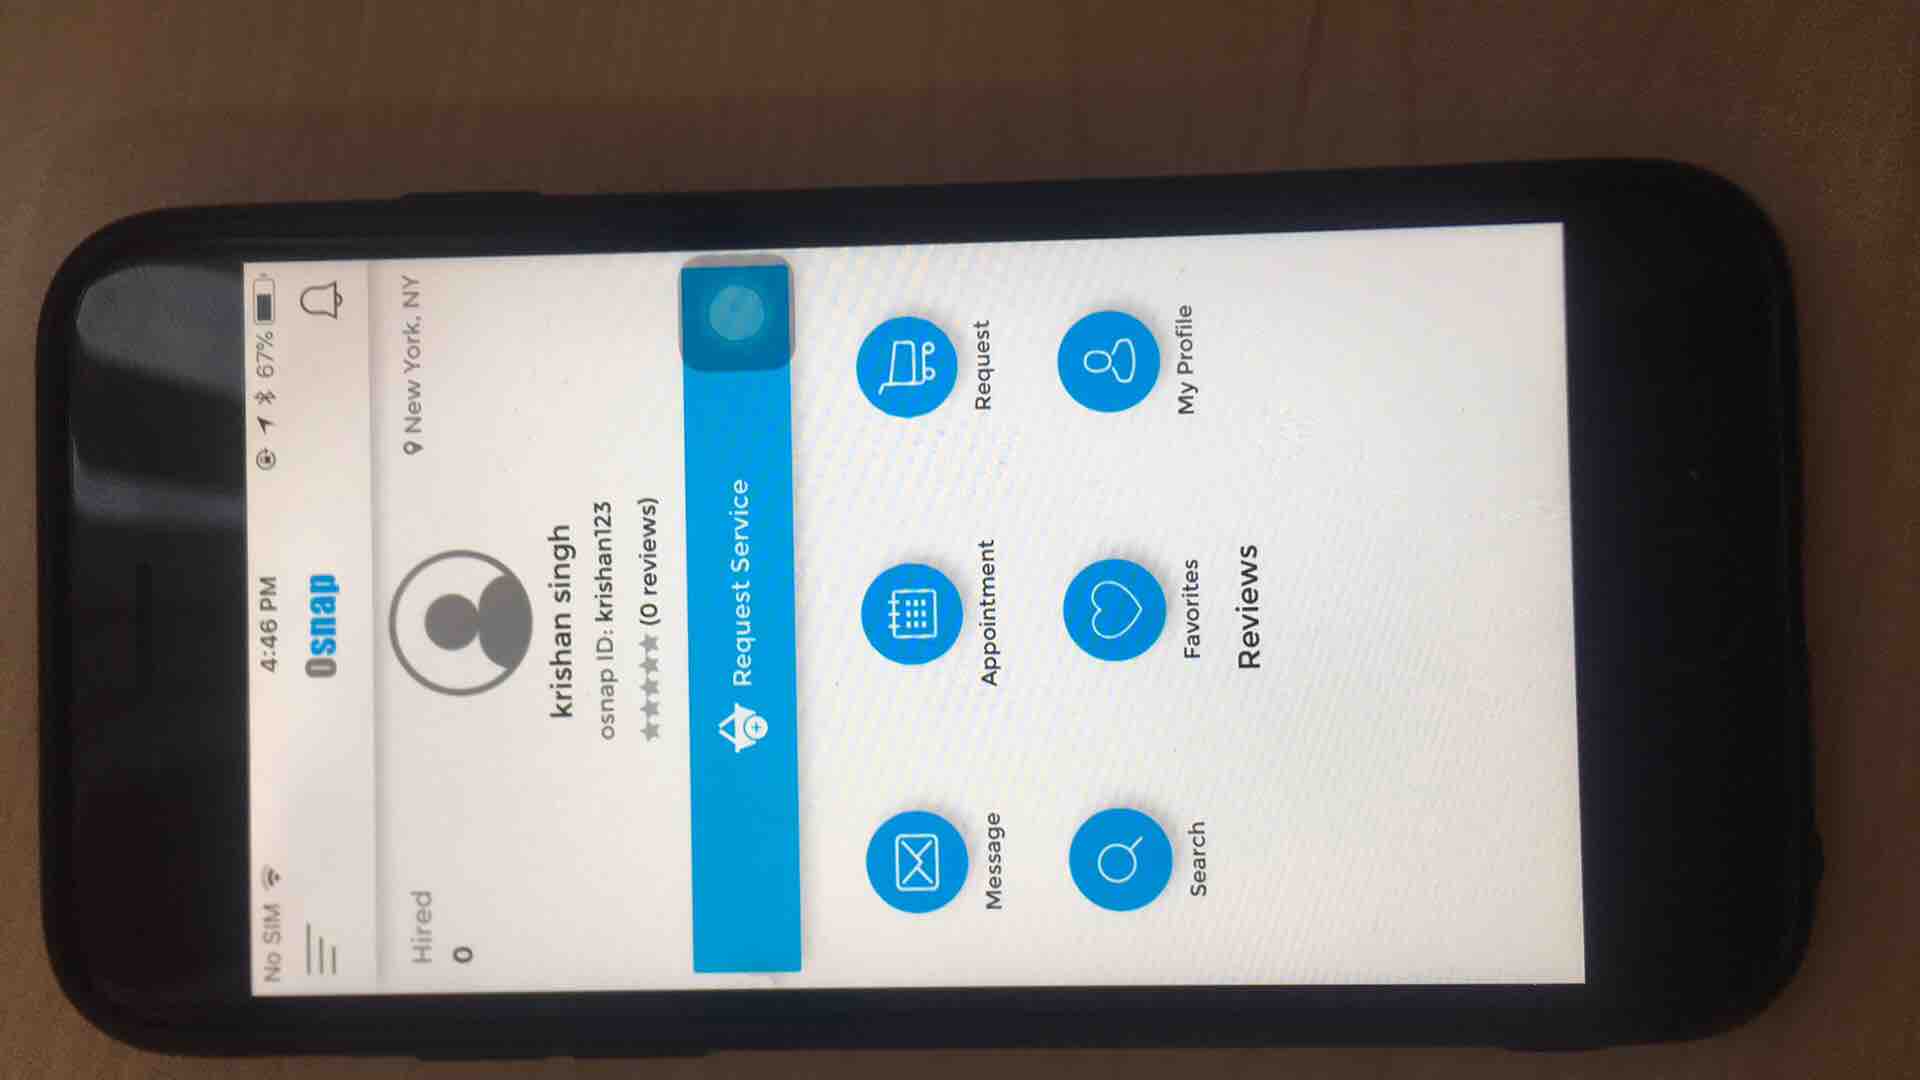 No SIM 4:46 PM 67%
Osnap
Hired
0
New York, NY
krishan singh
osnap ID: krishan123
(0 reviews)
Request Service
Message Appointment Request
Search Favorites My Profile
Reviews